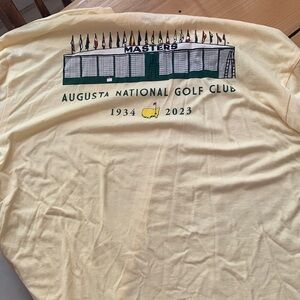 MASTERS
AUGUSTA NATIONAL GOLF CLUB
1934 2023